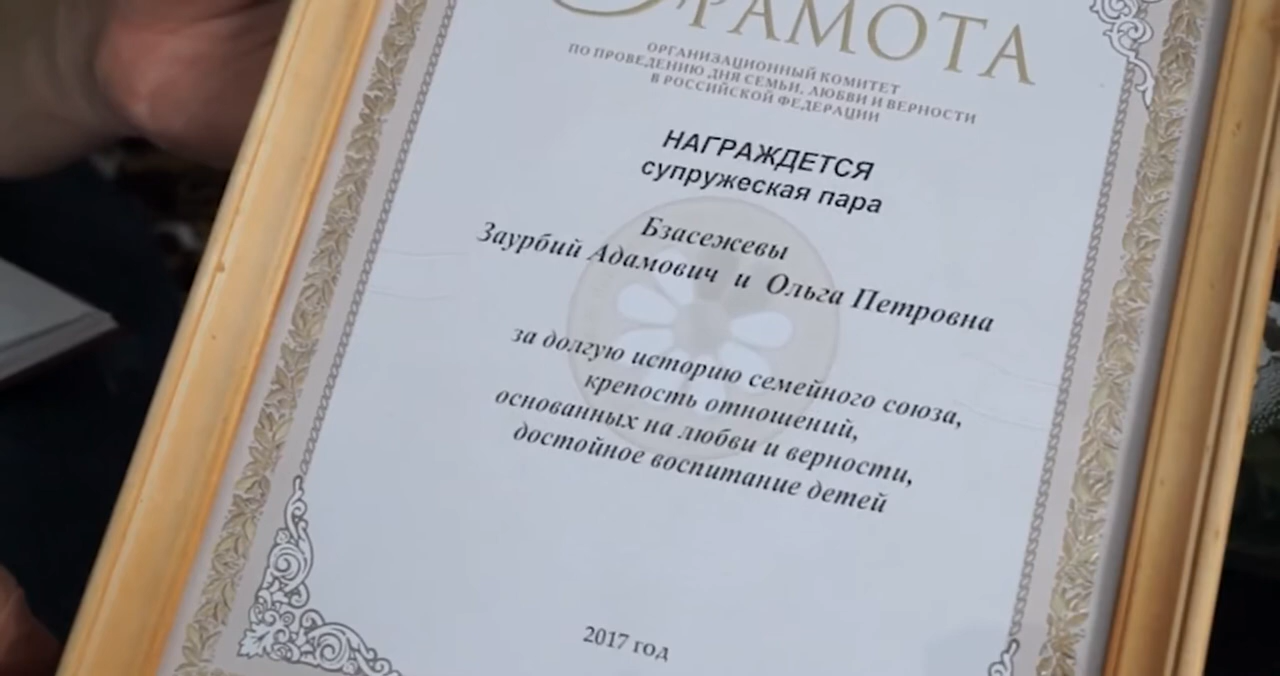 ГРАМОТА
ОРГАНИЗАЦИОННЫЙ КОМИТЕТ
ПО ПРОВЕДЕНИЮ ДНЯ СЕМЬИ, ЛЮБВИ И ВЕРНОСТИ
В РОССИЙСКОЙ ФЕДЕРАЦИИ
НАГРАЖДЕТСЯ
супружеская пара
Бзасежевы
Заурбий Адамович и Ольга Петровна
за долгую историю семейного союза,
крепость отношений,
основанных на любви и верности,
достойное воспитание детей
2017 год